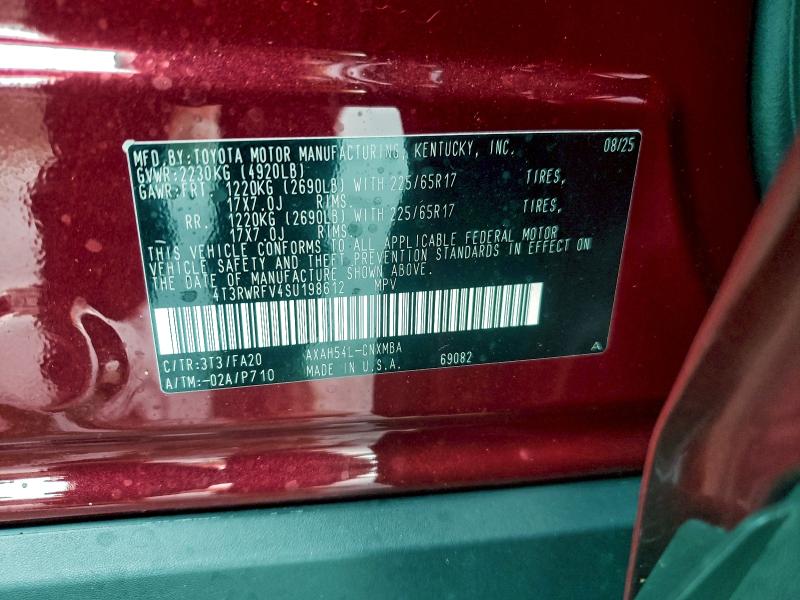 MFD.BY:TOYOTA MOTOR MANUFACTURING, KENTUCKY, INC. 08/25
GVWR:2230KG (4920LB)
GAWR:FRT. 1220KG (2690LB) WITH 225/65R17 TIRES,
17X7.0J RIMS.
RR. 1220KG (2690LB) WITH 225/65R17 TIRES,
17X7.0J RIMS.
THIS VEHICLE CONFORMS TO ALL APPLICABLE FEDERAL MOTOR
VEHICLE SAFETY AND THEFT PREVENTION STANDARDS IN EFFECT ON
THE DATE OF MANUFACTURE SHOWN ABOVE.
4T3RWRFV4SU198612 MPV
C/TR:3T3/FA20 AXAH54L-CNXMBA 69082 A
A/TM:-02A/P710 MADE IN U.S.A.